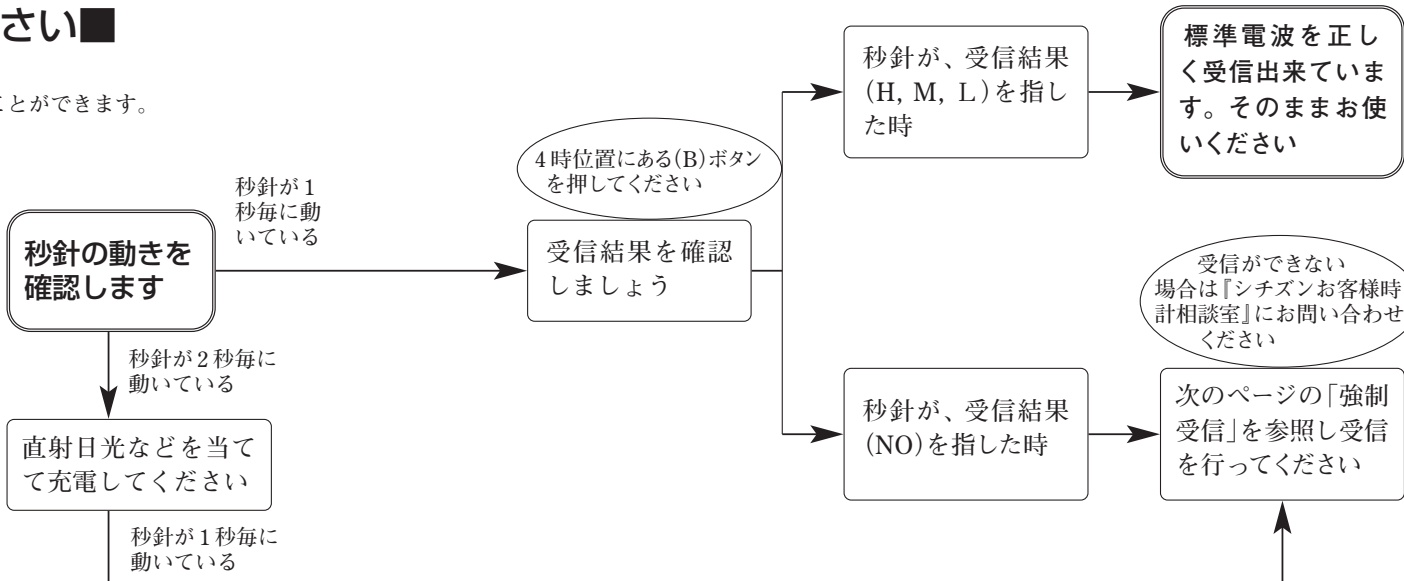 さい■
ことができます。
秒針の動きを
確認します
秒針が1
秒毎に動
いている
4時位置にある(B)ボタン
を押してください
受信結果を確認
しましょう
秒針が、受信結果
(H, M, L)を指し
た時
標準電波を正し
く受信出来ていま
す。そのままお使
いください
秒針が、受信結果
(NO)を指した時
受信ができない
場合は『シチズンお客様時
計相談室』にお問い合わせ
ください
次のページの「強制
受信」を参照し受信
を行ってください
秒針が2秒毎に
動いている
直射日光などを当て
て充電してください
秒針が1秒毎に
動いている